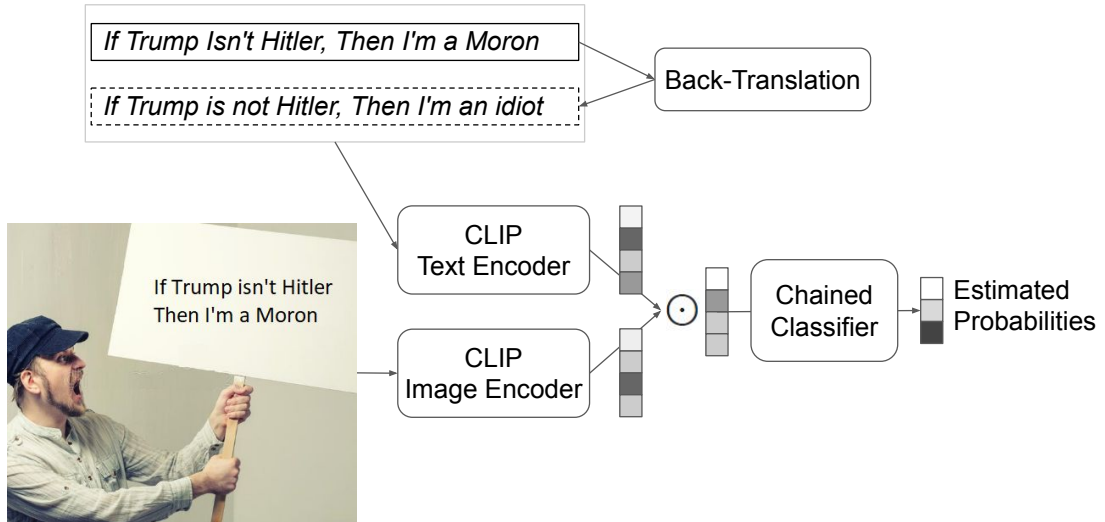 If Trump Isn't Hitler, Then I'm a Moron
Back-Translation
If Trump is not Hitler, Then I'm an idiot
CLIP
Text Encoder
If Trump isn't Hitler
Then I'm a Moron
CLIP
Image Encoder
Chained
Classifier
Estimated
Probabilities